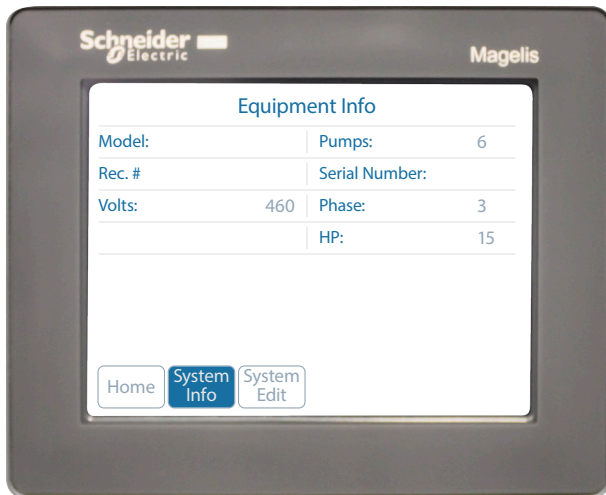 Schneider
Electric
Magelis
Equipment Info
Model: Pumps: 6
Rec. # Serial Number:
Volts: 460 Phase: 3
HP: 15
Home System Info System Edit